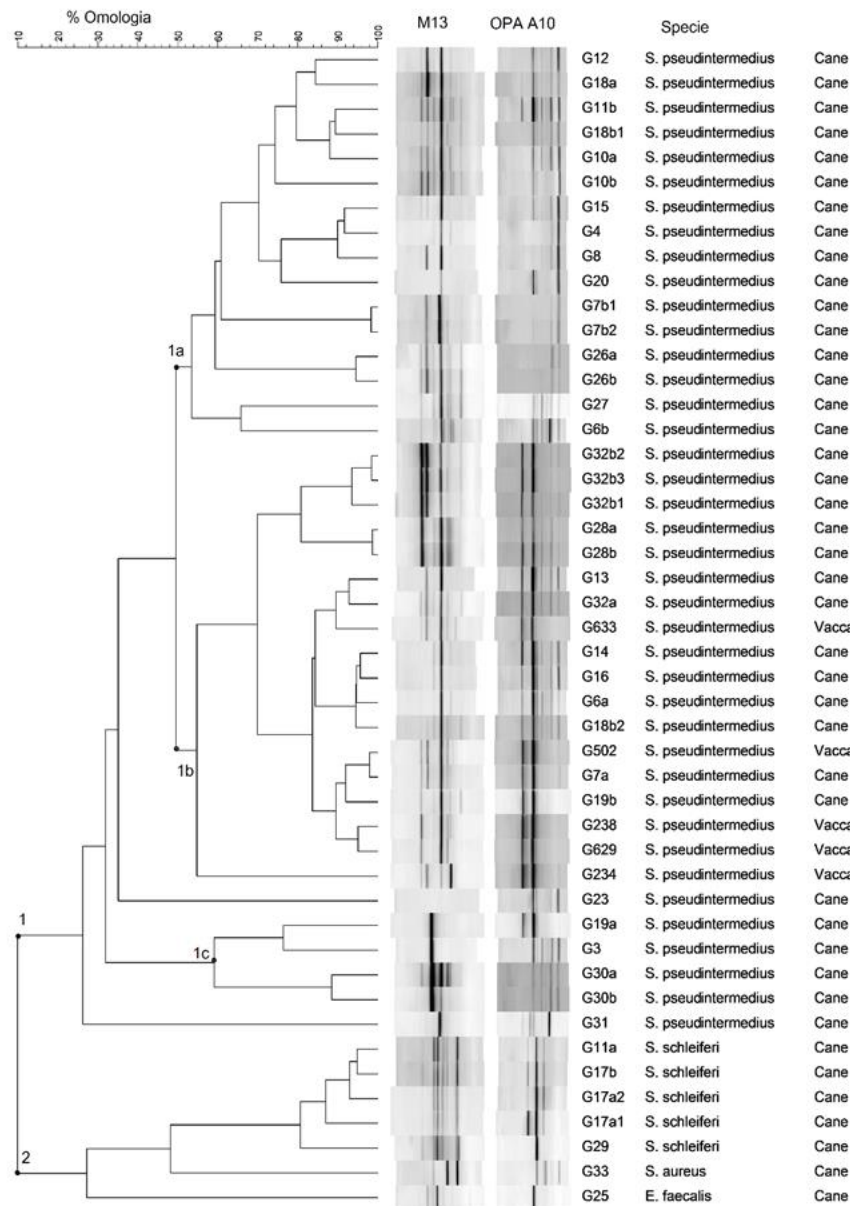 % Omologia M13 OPA A10 Specie
10 20 30 40 50 60 70 80 90 100
G12 S. pseudintermedius Cane
G18a S. pseudintermedius Cane
G11b S. pseudintermedius Cane
G18b1 S. pseudintermedius Cane
G10a S. pseudintermedius Cane
G10b S. pseudintermedius Cane
G15 S. pseudintermedius Cane
G4 S. pseudintermedius Cane
G8 S. pseudintermedius Cane
G20 S. pseudintermedius Cane
G7b1 S. pseudintermedius Cane
G7b2 S. pseudintermedius Cane
1a G26a S. pseudintermedius Cane
G26b S. pseudintermedius Cane
G27 S. pseudintermedius Cane
G6b S. pseudintermedius Cane
G32b2 S. pseudintermedius Cane
G32b3 S. pseudintermedius Cane
G32b1 S. pseudintermedius Cane
G28a S. pseudintermedius Cane
G28b S. pseudintermedius Cane
G13 S. pseudintermedius Cane
G32a S. pseudintermedius Cane
G633 S. pseudintermedius Vacca
G14 S. pseudintermedius Cane
G16 S. pseudintermedius Cane
G6a S. pseudintermedius Cane
G18b2 S. pseudintermedius Cane
G502 S. pseudintermedius Vacca
1b G7a S. pseudintermedius Cane
G19b S. pseudintermedius Cane
G238 S. pseudintermedius Vacca
G629 S. pseudintermedius Vacca
G234 S. pseudintermedius Vacca
G23 S. pseudintermedius Cane
1 G19a S. pseudintermedius Cane
1c G3 S. pseudintermedius Cane
G30a S. pseudintermedius Cane
G30b S. pseudintermedius Cane
G31 S. pseudintermedius Cane
G11a S. schleiferi Cane
G17b S. schleiferi Cane
G17a2 S. schleiferi Cane
G17a1 S. schleiferi Cane
G29 S. schleiferi Cane
2 G33 S. aureus Cane
G25 E. faecalis Cane